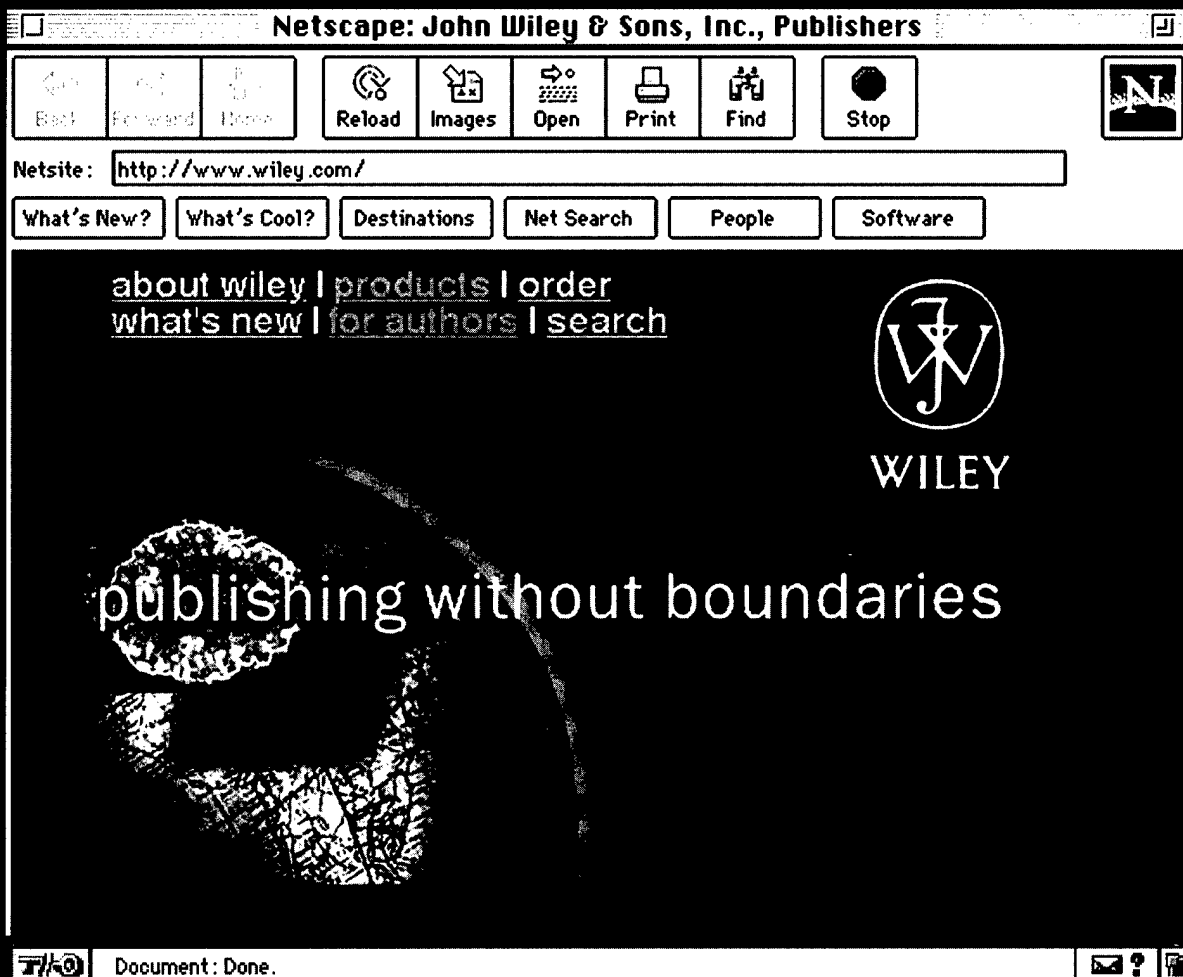 Netscape: John Wiley & Sons, Inc., Publishers
Back Forward Home Reload Images Open Print Find Stop N
Netsite: http://www.wiley.com/
What's New? What's Cool? Destinations Net Search People Software
about wiley | products | order
what's new | for authors | search
WILEY
publishing without boundaries
Document: Done. ?